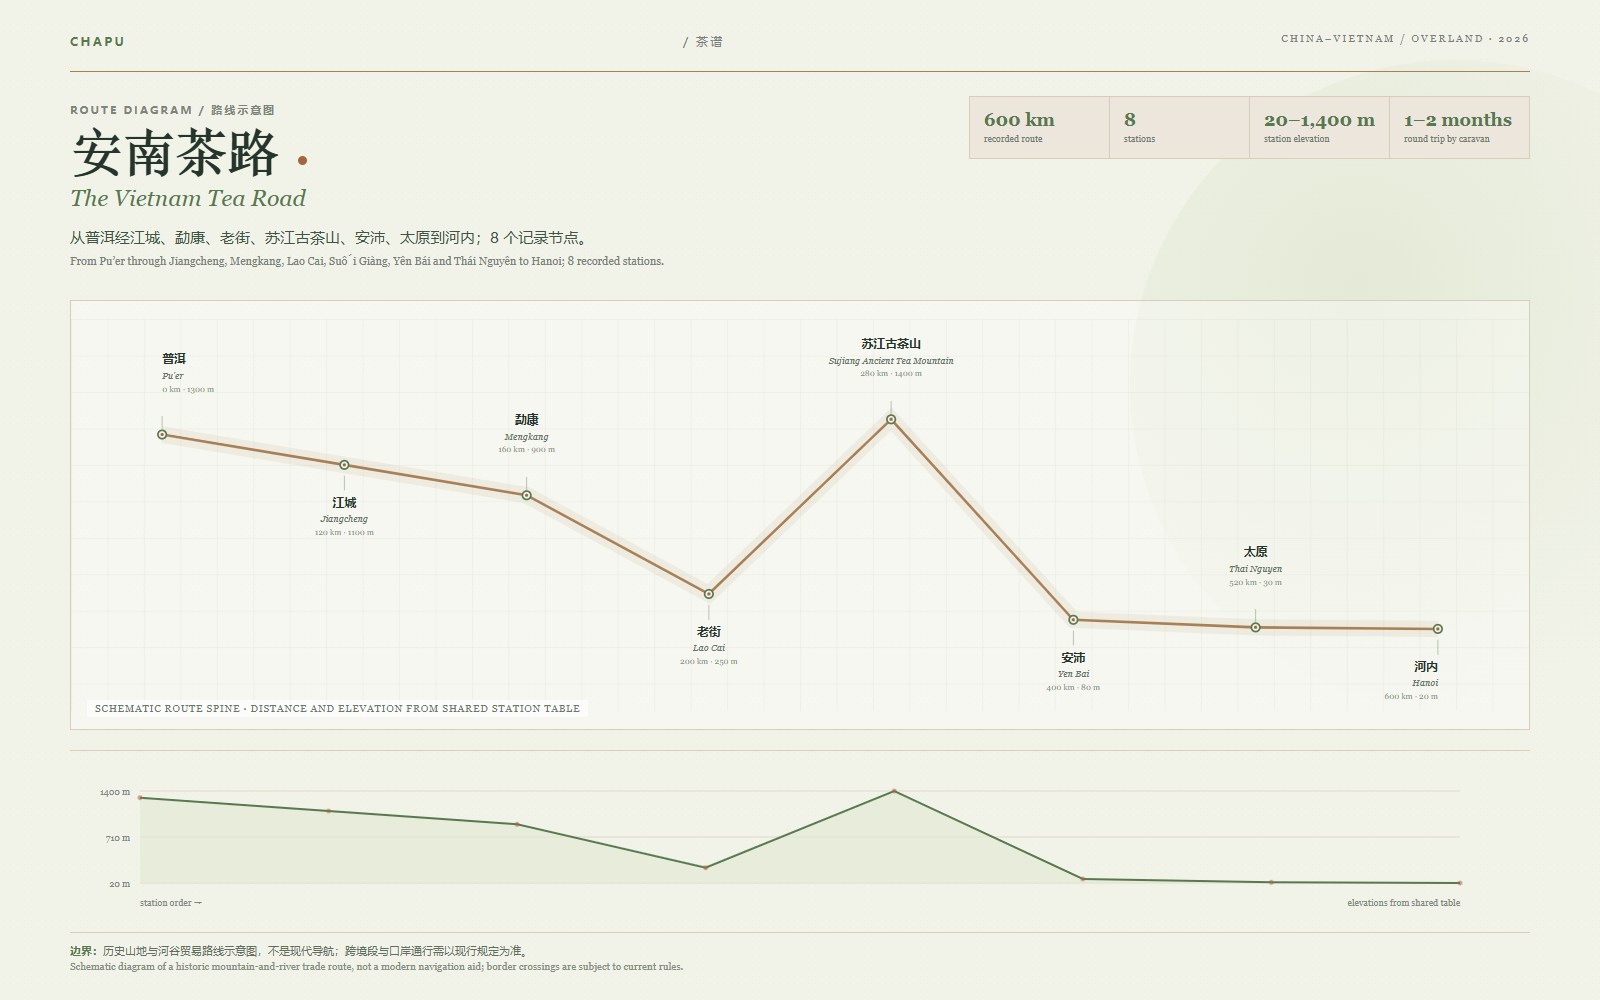 CHAPU
/ 茶谱
CHINA–VIETNAM / OVERLAND · 2026
ROUTE DIAGRAM / 路线示意图
安南茶路
The Vietnam Tea Road
从普洱经江城、勐康、老街、苏江古茶山、安沛、太原到河内；8 个记录节点。
From Pu’er through Jiangcheng, Mengkang, Lao Cai, Suối Giàng, Yên Bái and Thái Nguyên to Hanoi; 8 recorded stations.
600 km
recorded route
8
stations
20–1,400 m
station elevation
1–2 months
round trip by caravan
普洱
Pu'er
0 km · 1300 m
江城
Jiangcheng
120 km · 1100 m
勐康
Mengkang
160 km · 900 m
老街
Lao Cai
200 km · 250 m
苏江古茶山
Sujiang Ancient Tea Mountain
280 km · 1400 m
安沛
Yen Bai
400 km · 80 m
太原
Thai Nguyen
520 km · 30 m
河内
Hanoi
600 km · 20 m
SCHEMATIC ROUTE SPINE · DISTANCE AND ELEVATION FROM SHARED STATION TABLE
1400 m
710 m
20 m
station order →
elevations from shared table
边界：历史山地与河谷贸易路线示意图，不是现代导航；跨境段与口岸通行需以现行规定为准。
Schematic diagram of a historic mountain-and-river trade route, not a modern navigation aid; border crossings are subject to current rules.